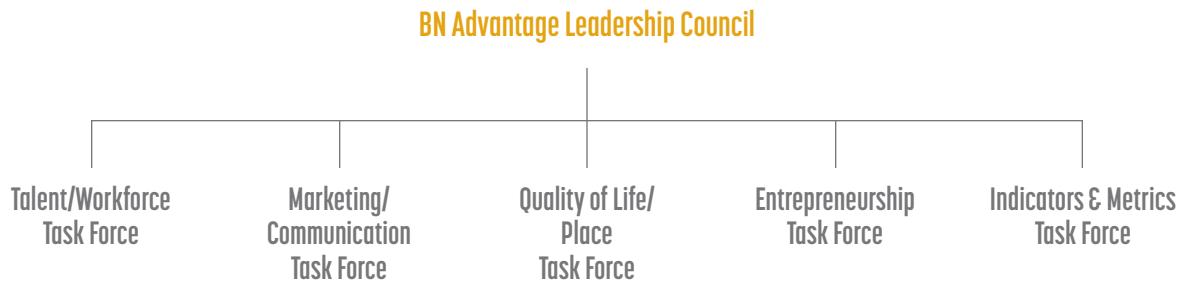 BN Advantage Leadership Council
Talent/Workforce
Task Force
Marketing/
Communication
Task Force
Quality of Life/
Place
Task Force
Entrepreneurship
Task Force
Indicators & Metrics
Task Force